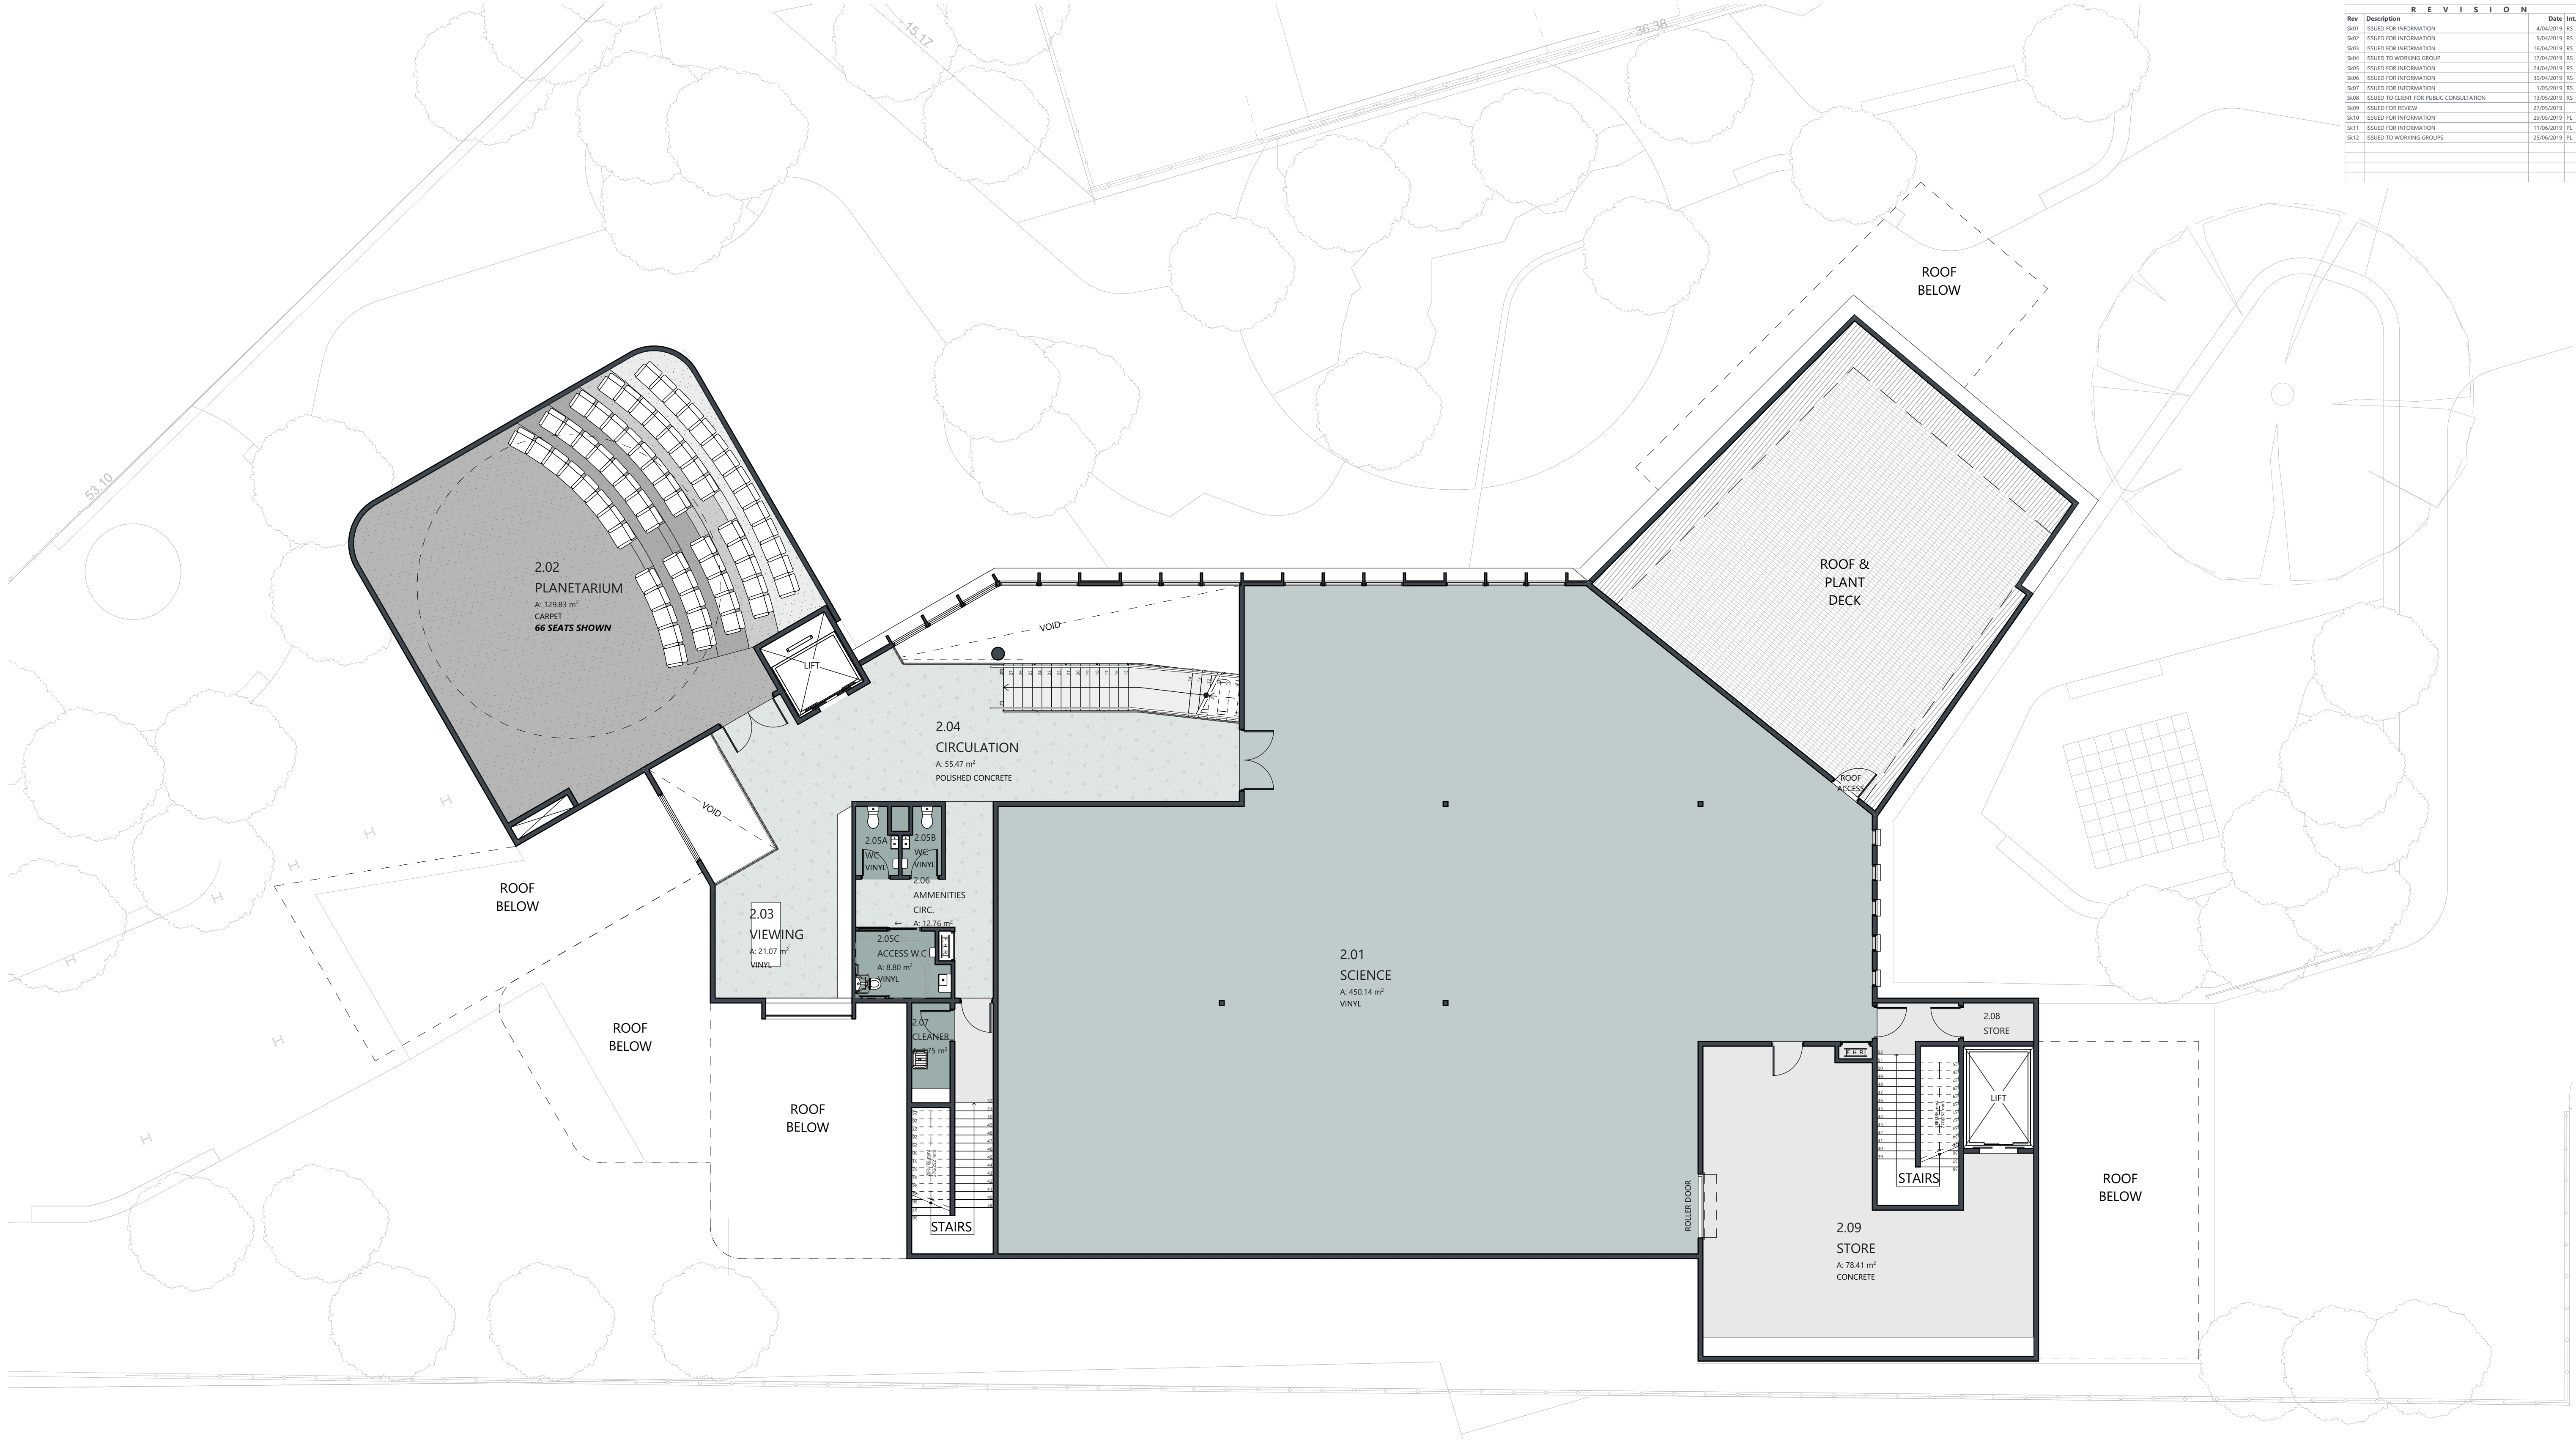 R E V I S I O N
Rev Description Date Int.
Sk01 ISSUED FOR INFORMATION 4/04/2019 RS
Sk02 ISSUED FOR INFORMATION 9/04/2019 RS
Sk03 ISSUED FOR INFORMATION 16/04/2019 RS
Sk04 ISSUED TO WORKING GROUP 17/04/2019 RS
Sk05 ISSUED FOR INFORMATION 24/04/2019 RS
Sk06 ISSUED FOR INFORMATION 30/04/2019 RS
Sk07 ISSUED FOR INFORMATION 1/05/2019 RS
Sk08 ISSUED TO CLIENT FOR PUBLIC CONSULTATION 13/05/2019 RS
Sk09 ISSUED FOR REVIEW 27/05/2019
Sk10 ISSUED FOR INFORMATION 29/05/2019 PL
Sk11 ISSUED FOR INFORMATION 11/06/2019 PL
Sk12 ISSUED TO WORKING GROUPS 25/06/2019 PL
15.17
36.38
53.10
ROOF
BELOW
2.02
PLANETARIUM
A: 129.83 m²
CARPET
66 SEATS SHOWN
LIFT
VOID
ROOF &
PLANT
DECK
2.04
CIRCULATION
A: 55.47 m²
POLISHED CONCRETE
ROOF
ACCESS
VOID
2.05A
WC
VINYL
2.05B
WC
VINYL
2.06
AMMENITIES
CIRC.
A: 12.76 m²
ROOF
BELOW
2.03
VIEWING
A: 21.07 m²
VINYL
2.05C
ACCESS W.C
A: 8.80 m²
VINYL
F.H.R
2.01
SCIENCE
A: 450.14 m²
VINYL
ROOF
BELOW
2.07
CLEANER
2.08
STORE
F.H.R
ROOF
BELOW
LIFT
STAIRS
STAIRS
ROLLER DOOR
ROOF
BELOW
2.09
STORE
A: 78.41 m²
CONCRETE